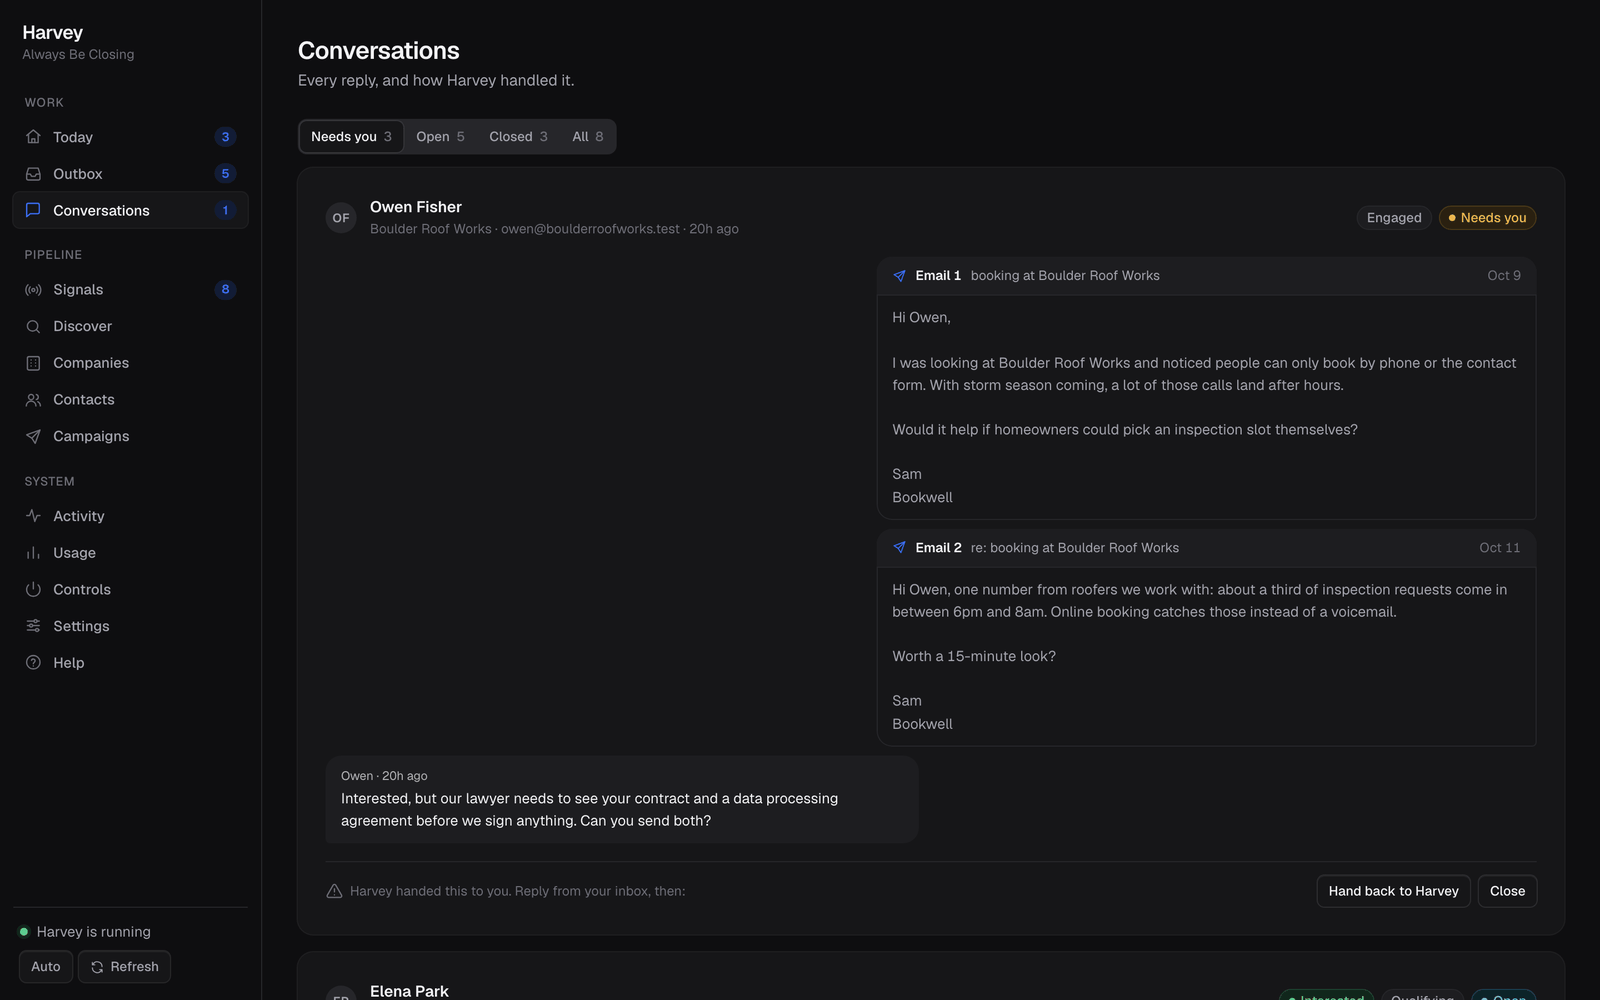 Harvey
Always Be Closing
WORK
Today 3
Outbox 5
Conversations 1
PIPELINE
Signals 8
Discover
Companies
Contacts
Campaigns
SYSTEM
Activity
Usage
Controls
Settings
Help
Harvey is running
Auto Refresh
Conversations
Every reply, and how Harvey handled it.
Needs you 3 Open 5 Closed 3 All 8
OF
Owen Fisher
Boulder Roof Works · owen@boulderroofworks.test · 20h ago
Engaged Needs you
Email 1 booking at Boulder Roof Works Oct 9
Hi Owen,
I was looking at Boulder Roof Works and noticed people can only book by phone or the contact
form. With storm season coming, a lot of those calls land after hours.
Would it help if homeowners could pick an inspection slot themselves?
Sam
Bookwell
Email 2 re: booking at Boulder Roof Works Oct 11
Hi Owen, one number from roofers we work with: about a third of inspection requests come in
between 6pm and 8am. Online booking catches those instead of a voicemail.
Worth a 15-minute look?
Sam
Bookwell
Owen · 20h ago
Interested, but our lawyer needs to see your contract and a data processing
agreement before we sign anything. Can you send both?
Harvey handed this to you. Reply from your inbox, then:
Hand back to Harvey Close
Elena Park
Interested Qualifying Open